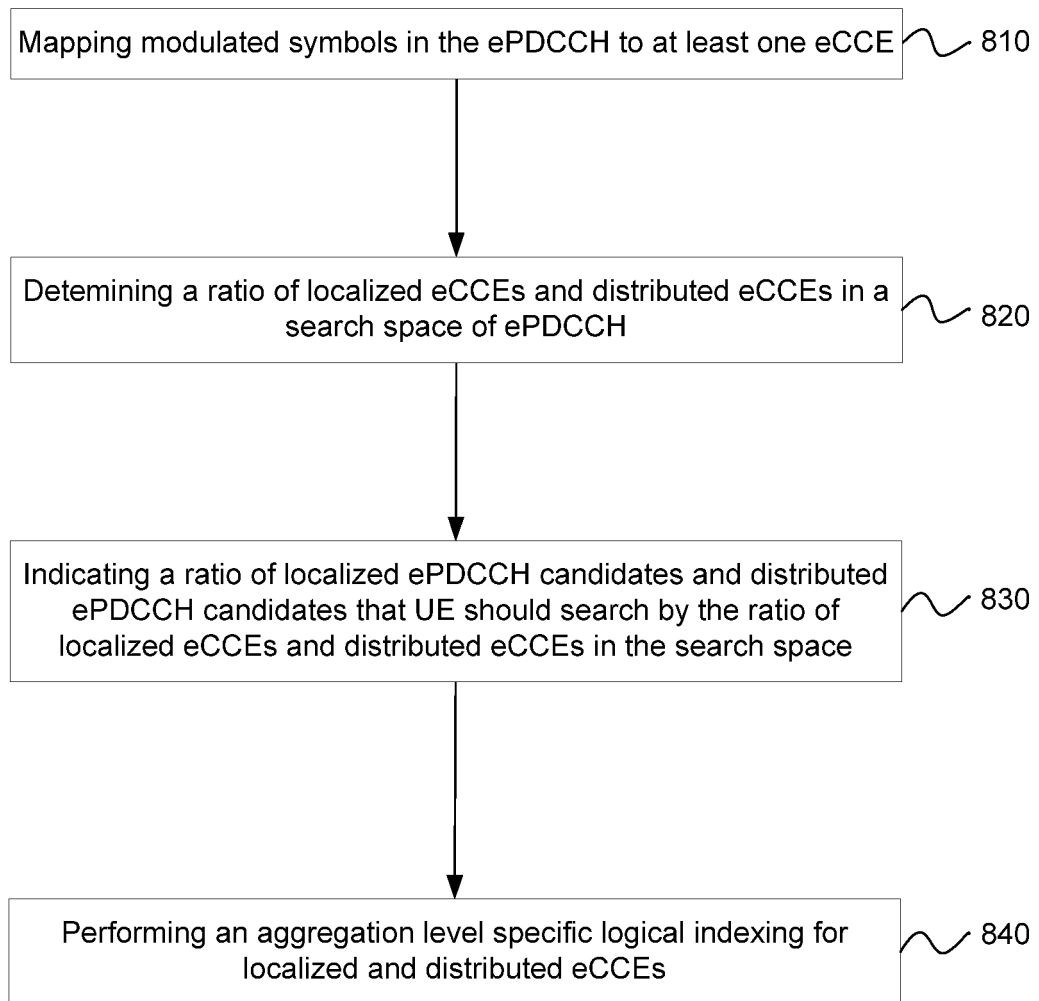 Mapping modulated symbols in the ePDCCH to at least one eCCE
810
Detemining a ratio of localized eCCEs and distributed eCCEs in a
search space of ePDCCH
820
Indicating a ratio of localized ePDCCH candidates and distributed
ePDCCH candidates that UE should search by the ratio of
localized eCCEs and distributed eCCEs in the search space
830
Performing an aggregation level specific logical indexing for
localized and distributed eCCEs
840